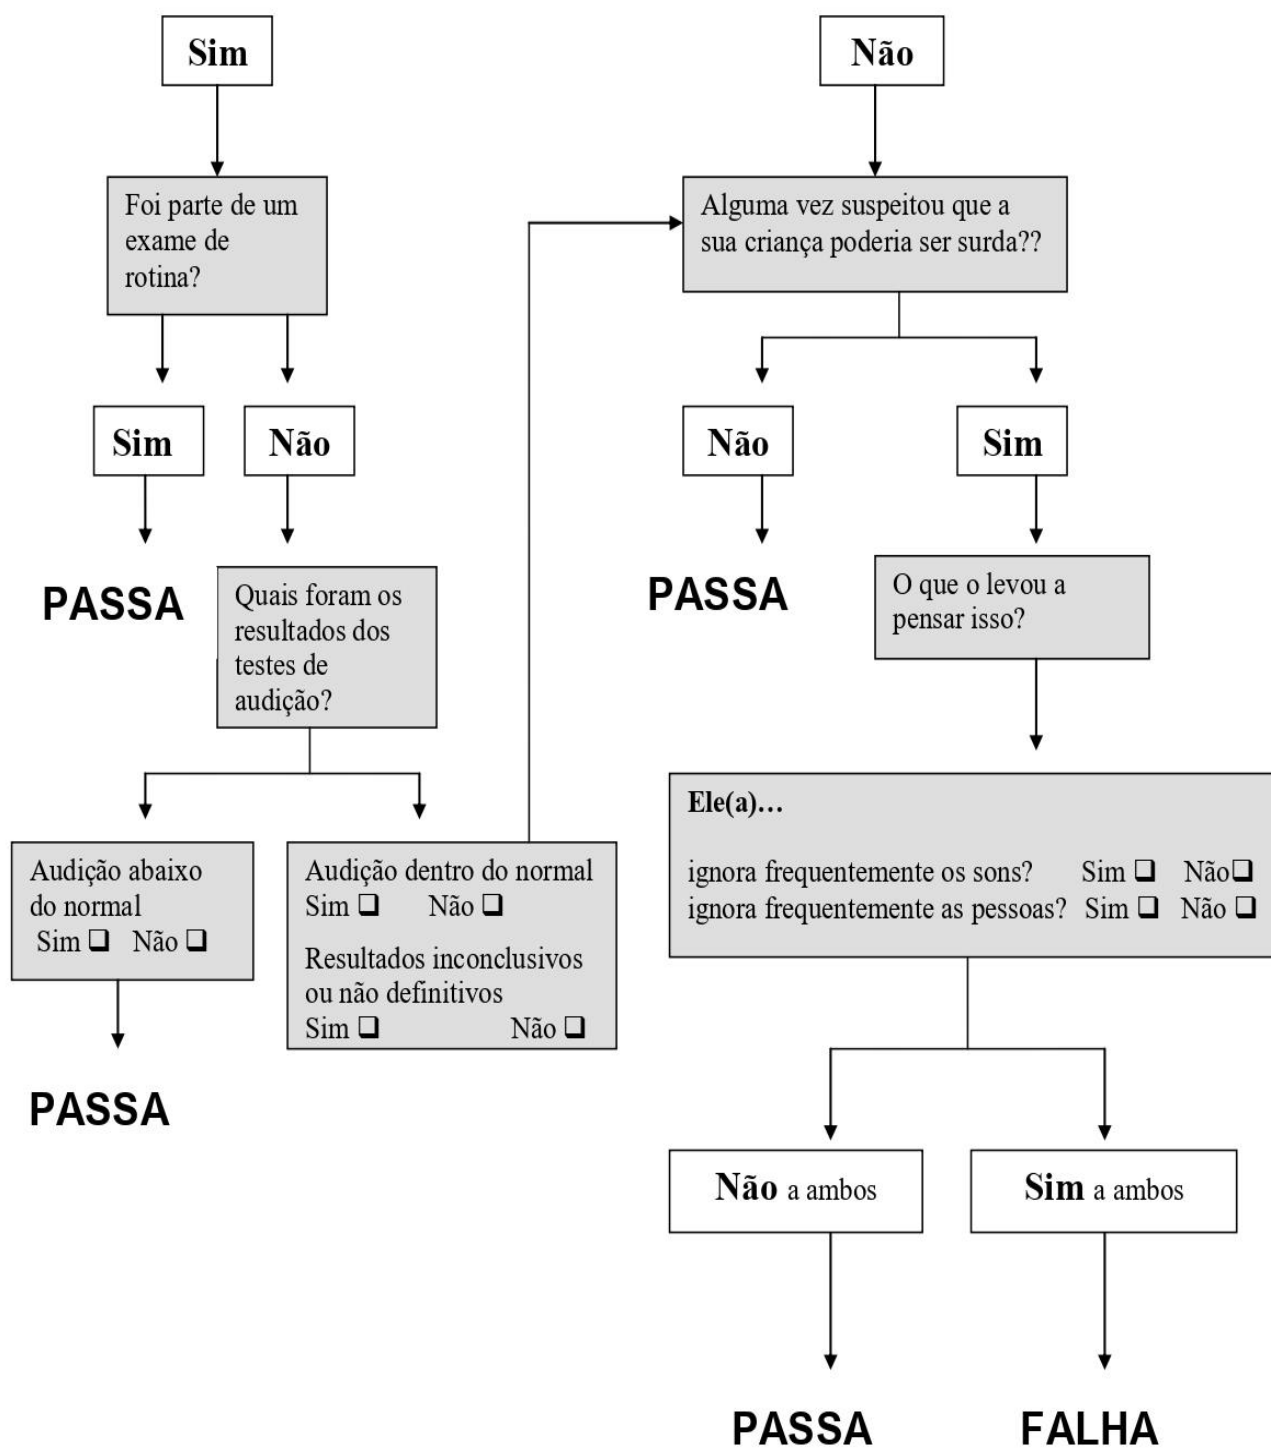 Sim
Foi parte de um
exame de
rotina?
Sim
Não
PASSA
Quais foram os
resultados dos
testes de
audição?
Audição abaixo
do normal
Sim ❑ Não ❑
PASSA
Audição dentro do normal
Sim ❑ Não ❑
Resultados inconclusivos
ou não definitivos
Sim ❑ Não ❑
Não
Alguma vez suspeitou que a
sua criança poderia ser surda??
Não
Sim
PASSA
O que o levou a
pensar isso?
Ele(a)…
ignora frequentemente os sons? Sim ❑ Não❑
ignora frequentemente as pessoas? Sim ❑ Não ❑
Não a ambos
Sim a ambos
PASSA
FALHA